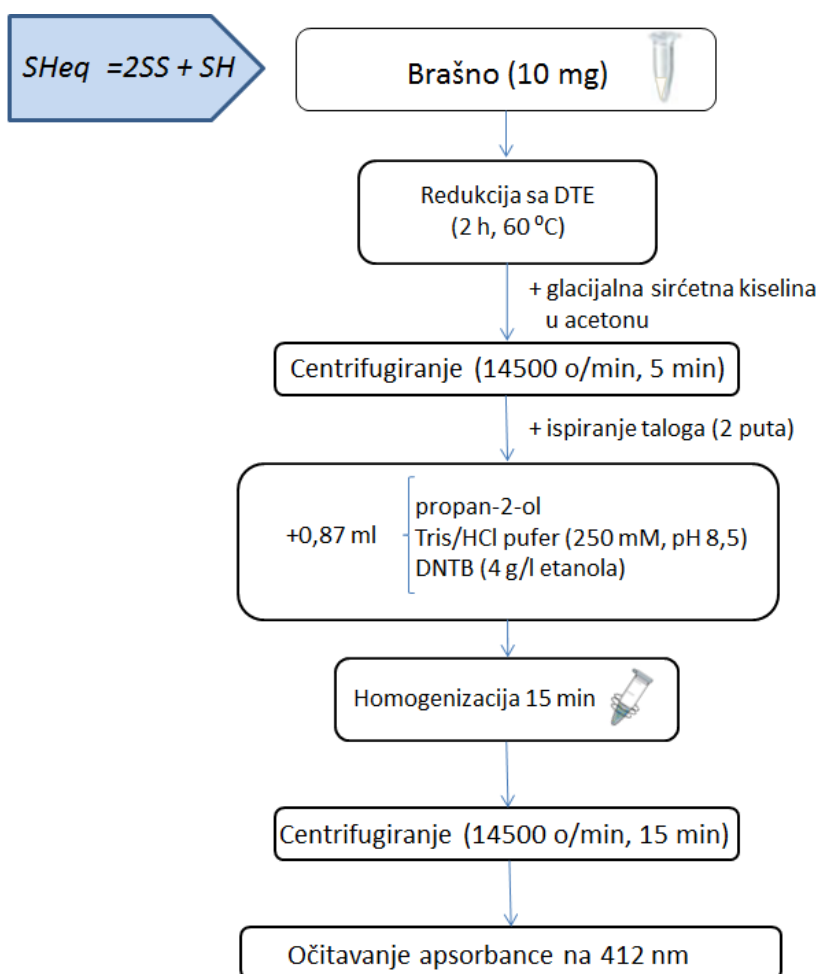 SHeq =2SS + SH
Brašno (10 mg)
Redukcija sa DTE
(2 h, 60 ⁰C)
+ glacijalna sirćetna kiselina
u acetonu
Centrifugiranje (14500 o/min, 5 min)
+ ispiranje taloga (2 puta)
+0,87 ml
propan-2-ol
Tris/HCl pufer (250 mM, pH 8,5)
DNTB (4 g/l etanola)
Homogenizacija 15 min
Centrifugiranje (14500 o/min, 15 min)
Očitavanje apsorbance na 412 nm